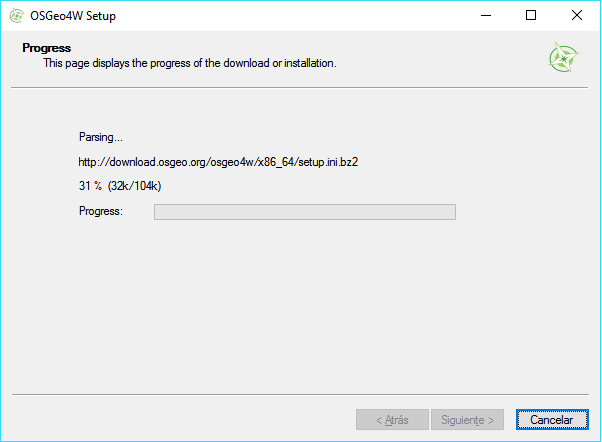 OSGeo4W Setup
Progress
This page displays the progress of the download or installation.
Parsing...
http://download.osgeo.org/osgeo4w/x86_64/setup.ini.bz2
31 % (32k/104k)
Progress:
< Atrás
Siguiente >
Cancelar